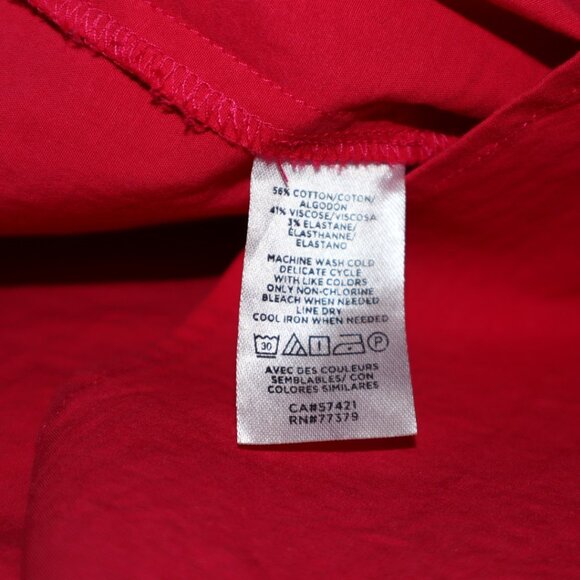 56% COTTON/COTON/
ALGODON
41% VISCOSE/VISCOSA
3% ELASTANE/
ÉLASTHANNE/
ELASTANO
MACHINE WASH COLD
DELICATE CYCLE
WITH LIKE COLORS
ONLY NON-CHLORINE
BLEACH WHEN NEEDED
LINE DRY
COOL IRON WHEN NEEDED
30 P
AVEC DES COULEURS
SEMBLABLES/ CON
COLORES SIMILARES
CA#57421
RN#77379